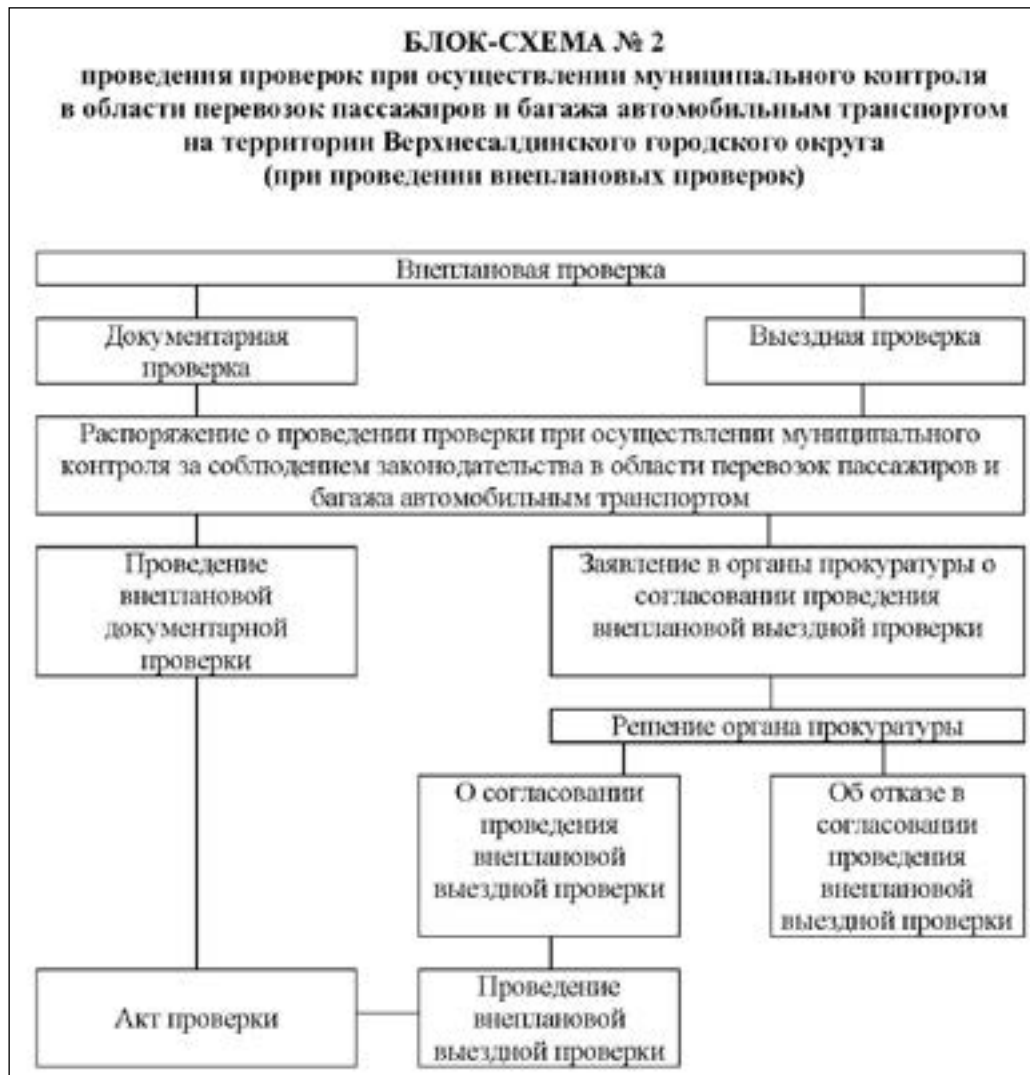 БЛОК-СХЕМА № 2
проведения проверок при осуществлении муниципального контроля
в области перевозок пассажиров и багажа автомобильным транспортом
на территории Верхнесалдинского городского округа
(при проведении внеплановых проверок)
Внеплановая проверка
Документарная
проверка
Выездная проверка
Распоряжение о проведении проверки при осуществлении муниципального
контроля за соблюдением законодательства в области перевозок пассажиров и
багажа автомобильным транспортом
Проведение
внеплановой
документарной
проверки
Заявление в органы прокуратуры о
согласовании проведения
внеплановой выездной проверки
Решение органа прокуратуры
О согласовании
проведения
внеплановой
выездной проверки
Об отказе в
согласовании
проведения
внеплановой
выездной проверки
Акт проверки
Проведение
внеплановой
выездной проверки